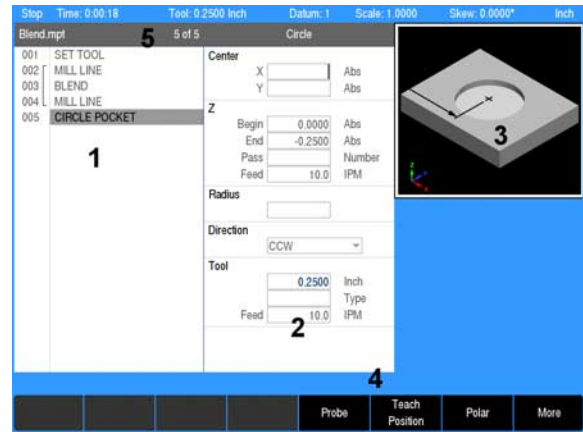 Stop Time: 0:00:18 Tool: 0.2500 Inch Datum: 1 Scale: 1.0000 Skew: 0.0000* Inch
Blend.mpt 5 5 of 5 Circle
001 SET TOOL
002 MILL LINE
003 BLEND
004 MILL LINE
005 CIRCLE POCKET
1
Center
X Abs
Y Abs
Z
Begin 0.0000 Abs
End -0.2500 Abs
Pass Number
Feed 10.0 IPM
Radius
Direction
CCW
Tool
0.2500 Inch
Type
Feed 10.0 IPM
2
3
4
Probe
Teach
Position
Polar
More